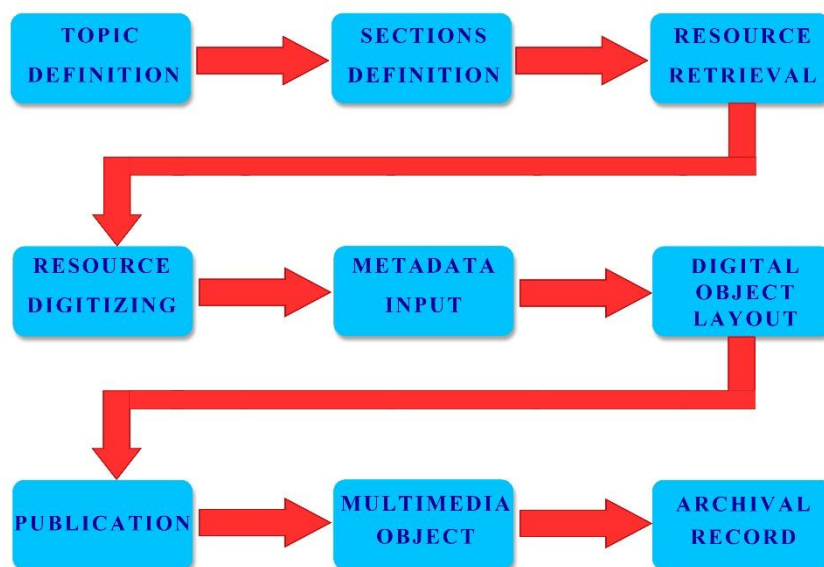 TOPIC
DEFINITION
SECTIONS
DEFINITION
RESOURCE
RETRIEVAL
RESOURCE
DIGITIZING
METADATA
INPUT
DIGITAL
OBJECT
LAYOUT
PUBLICATION
MULTIMEDIA
OBJECT
ARCHIVAL
RECORD